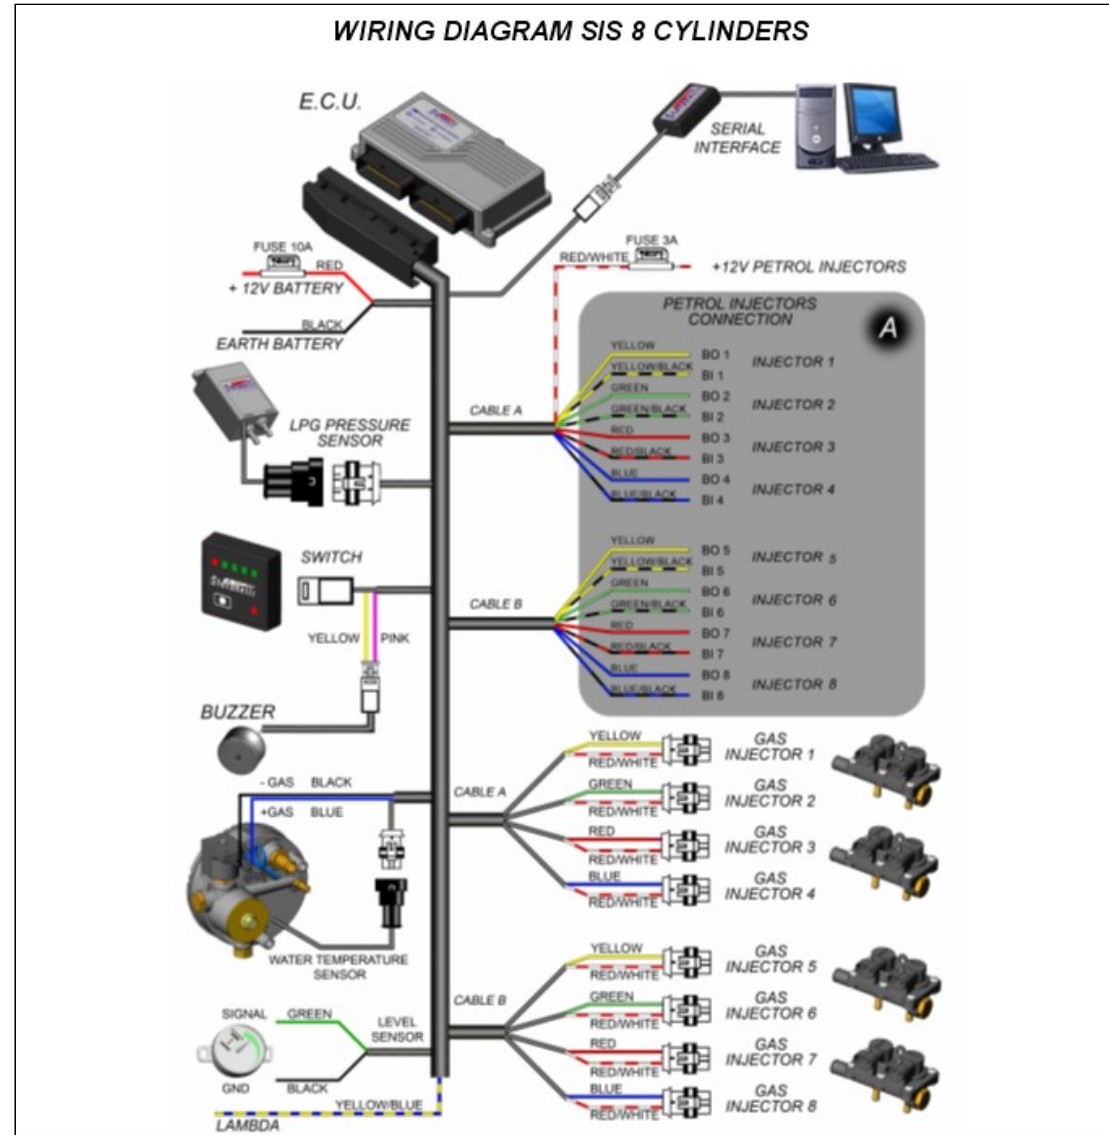 WIRING DIAGRAM SIS 8 CYLINDERS
E.C.U.
SERIAL
INTERFACE
FUSE 10A
RED
+ 12V BATTERY
BLACK
EARTH BATTERY
FUSE 3A
RED/WHITE
+12V PETROL INJECTORS
PETROL INJECTORS
CONNECTION
A
CABLE A
YELLOW
BO 1
YELLOW/BLACK
BI 1
INJECTOR 1
GREEN
BO 2
GREEN/BLACK
BI 2
INJECTOR 2
RED
BO 3
RED/BLACK
BI 3
INJECTOR 3
BLUE
BO 4
BLUE/BLACK
BI 4
INJECTOR 4
LPG PRESSURE
SENSOR
SWITCH
YELLOW
PINK
CABLE B
YELLOW
BO 5
YELLOW/BLACK
BI 5
INJECTOR 5
GREEN
BO 6
GREEN/BLACK
BI 6
INJECTOR 6
RED
BO 7
RED/BLACK
BI 7
INJECTOR 7
BLUE
BO 8
BLUE/BLACK
BI 8
INJECTOR 8
BUZZER
- GAS BLACK
+GAS BLUE
WATER TEMPERATURE
SENSOR
CABLE A
YELLOW
RED/WHITE
GAS
INJECTOR 1
GREEN
RED/WHITE
GAS
INJECTOR 2
RED
RED/WHITE
GAS
INJECTOR 3
BLUE
RED/WHITE
GAS
INJECTOR 4
CABLE B
YELLOW
RED/WHITE
GAS
INJECTOR 5
GREEN
RED/WHITE
GAS
INJECTOR 6
RED
RED/WHITE
GAS
INJECTOR 7
BLUE
RED/WHITE
GAS
INJECTOR 8
SIGNAL
GREEN
LEVEL
SENSOR
GND
BLACK
YELLOW/BLUE
LAMBDA